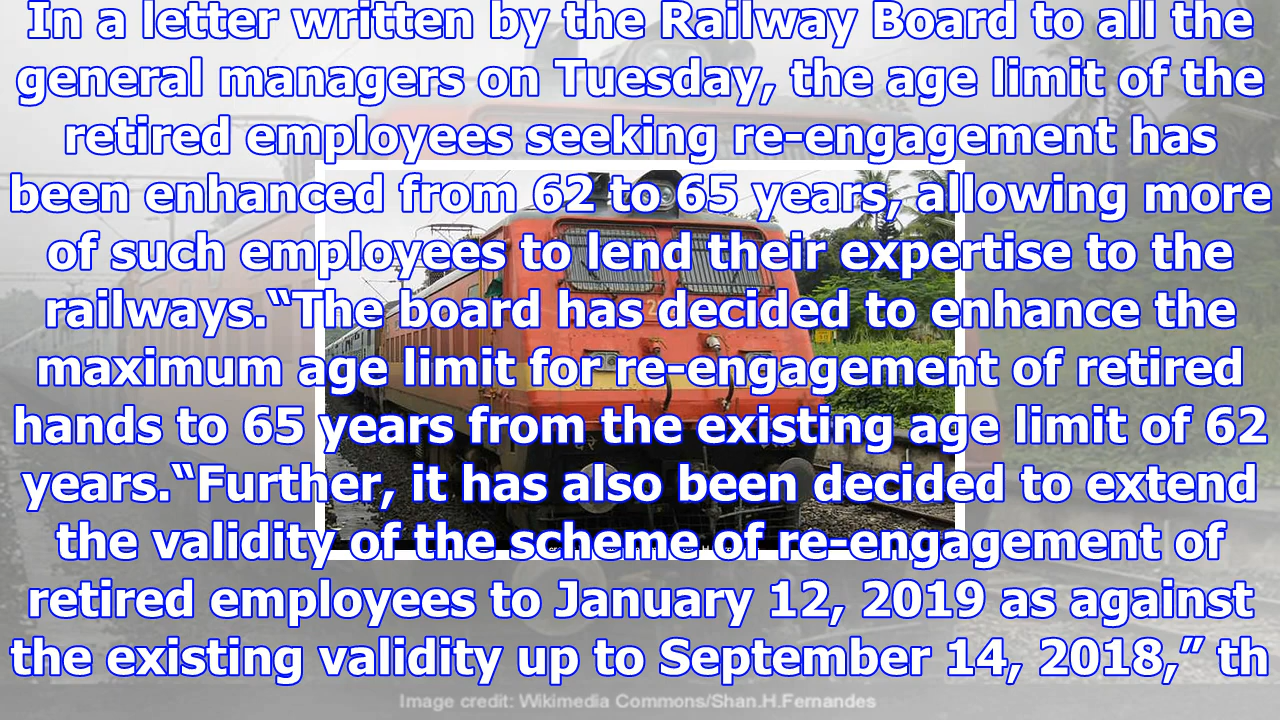 In a letter written by the Railway Board to all the
general managers on Tuesday, the age limit of the
retired employees seeking re-engagement has
been enhanced from 62 to 65 years, allowing more
of such employees to lend their expertise to the
railways.“The board has decided to enhance the
maximum age limit for re-engagement of retired
hands to 65 years from the existing age limit of 62
years.“Further, it has also been decided to extend
the validity of the scheme of re-engagement of
retired employees to January 12, 2019 as against
the existing validity up to September 14, 2018,” th
Image credit: Wikimedia Commons/Shan.H.Fernandes